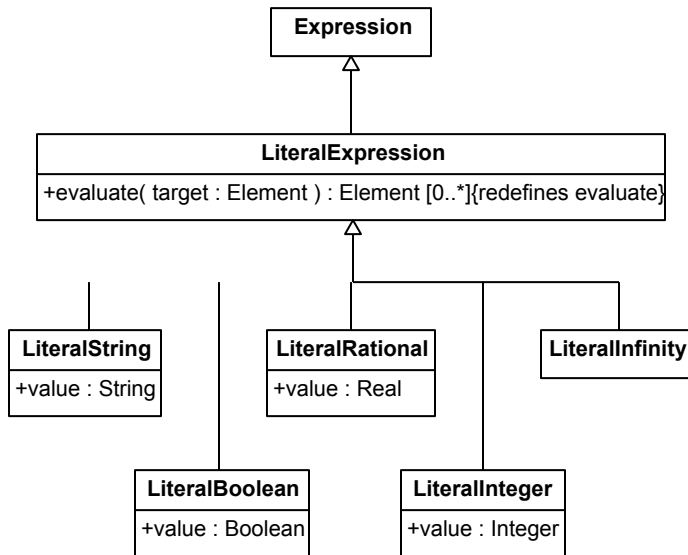 Expression
LiteralExpression
+evaluate( target : Element ) : Element [0..*]{redefines evaluate}
LiteralString
+value : String
LiteralRational
+value : Real
LiteralInfinity
LiteralBoolean
+value : Boolean
LiteralInteger
+value : Integer